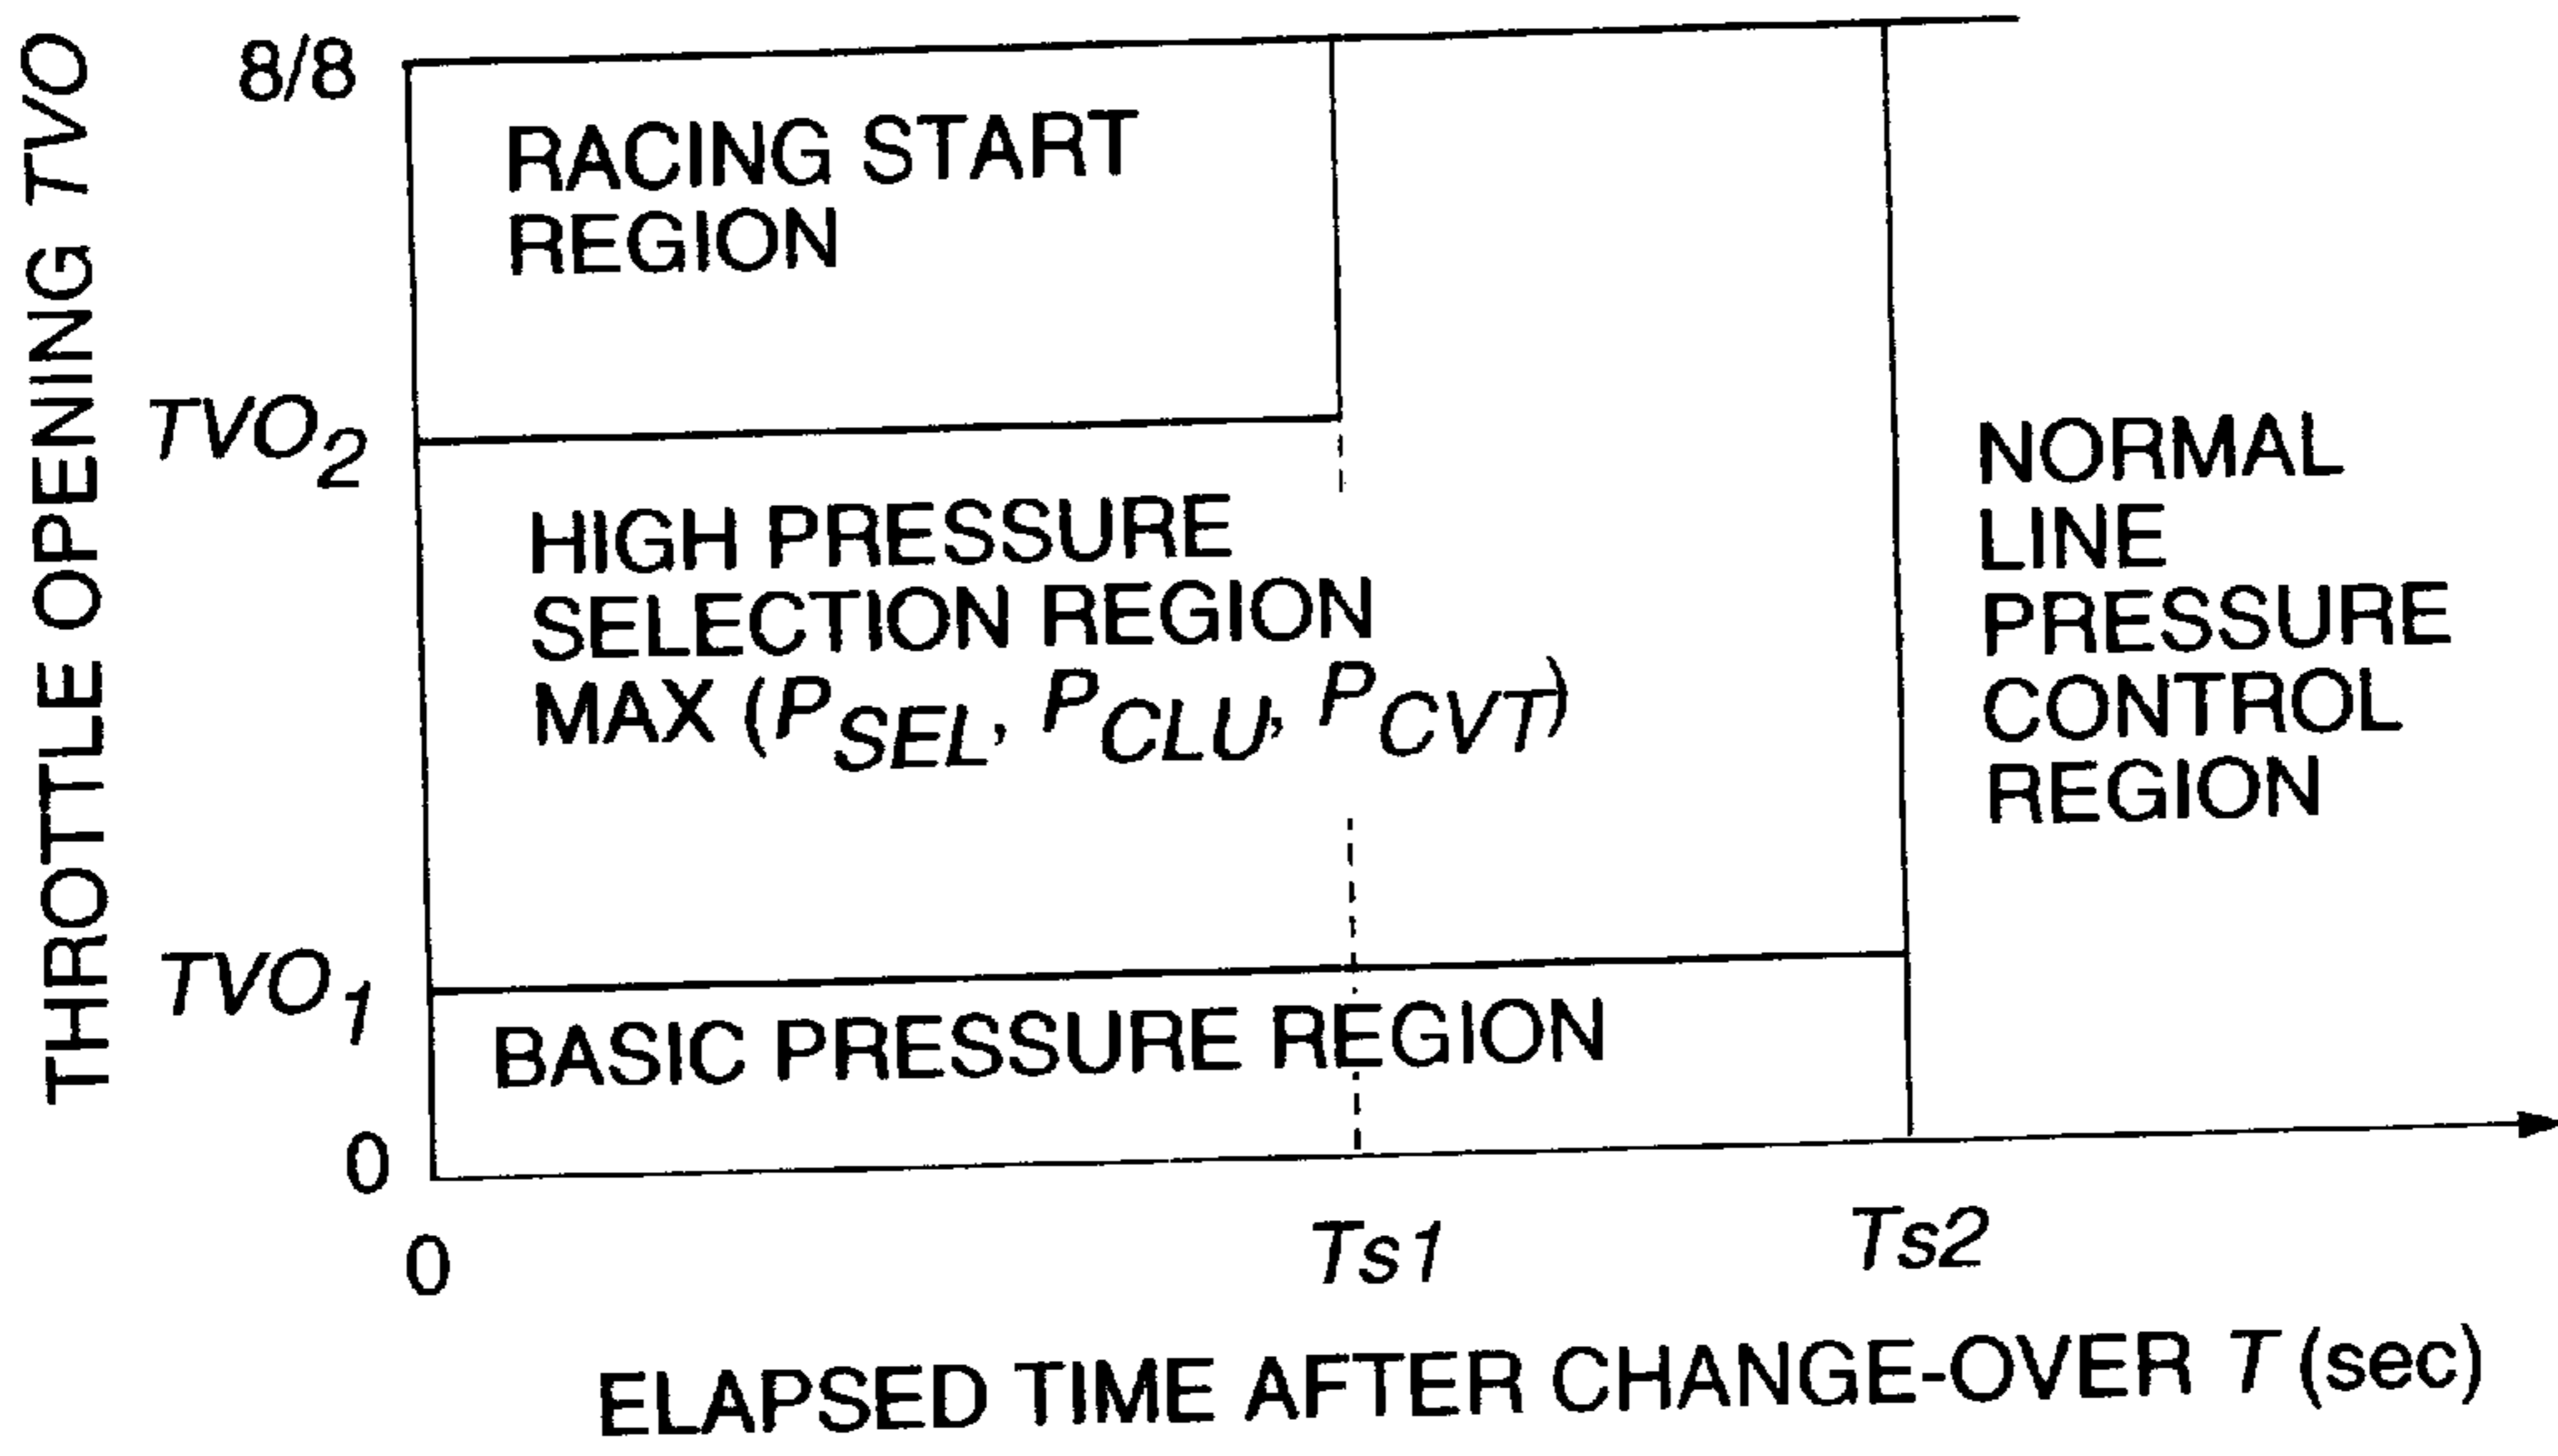 THROTTLE OPENING TVO
8/8
RACING START
REGION
TVO2
HIGH PRESSURE
SELECTION REGION
MAX (PSEL, PCLU, PCVT)
NORMAL
LINE
PRESSURE
CONTROL
REGION
TVO1
BASIC PRESSURE REGION
0
0
Ts1
Ts2
ELAPSED TIME AFTER CHANGE-OVER T (sec)